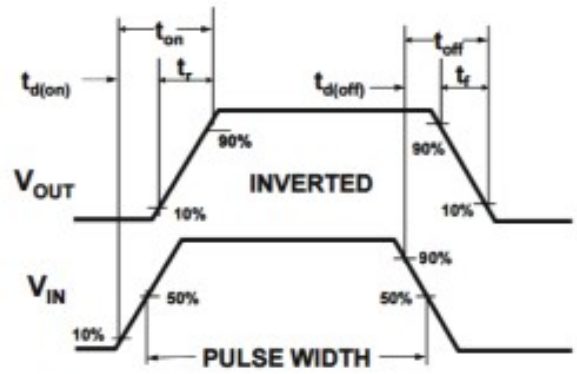 t_on
t_off
t_d(on)
t_r
t_d(off)
t_f
90%
90%
V_OUT
INVERTED
10%
10%
90%
V_IN
50%
50%
10%
PULSE WIDTH